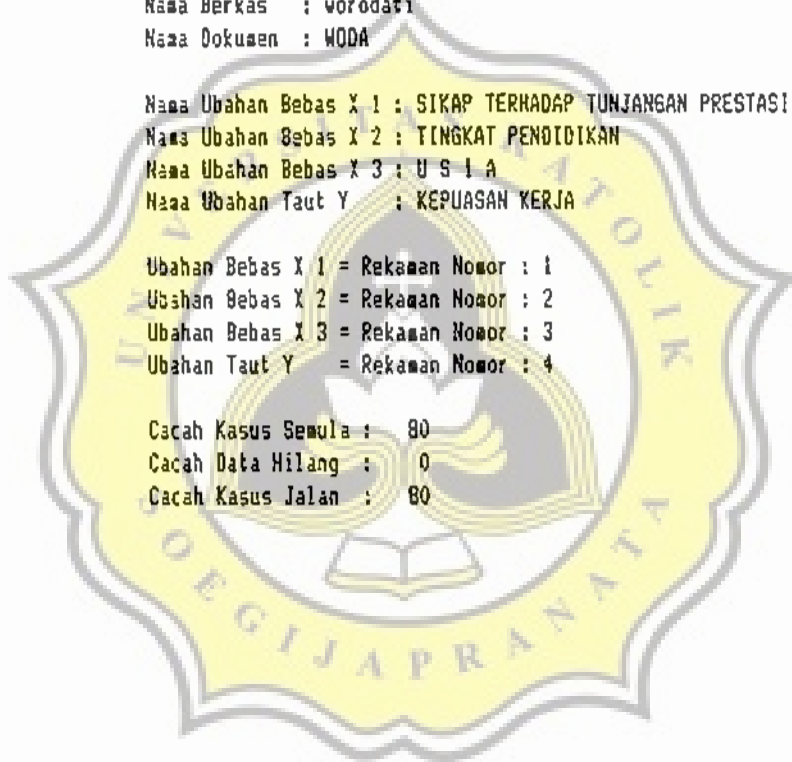 Nama Berkas : worodati
Nama Dokumen : WODA
Nama Ubahan Bebas X 1 : SIKAP TERHADAP TUNJANGAN PRESTASI
Nama Ubahan Bebas X 2 : TINGKAT PENDIDIKAN
Nama Ubahan Bebas X 3 : U S I A
Nama Ubahan Taut Y : KEPUASAN KERJA
Ubahan Bebas X 1 = Rekaman Nomor : 1
Ubahan Bebas X 2 = Rekaman Nomor : 2
Ubahan Bebas X 3 = Rekaman Nomor : 3
Ubahan Taut Y = Rekaman Nomor : 4
Cacah Kasus Semula : 80
Cacah Data Hilang : 0
Cacah Kasus Jalan : 80
UNIVERSITAS KATOLIK
SOEGIJAPRANATA